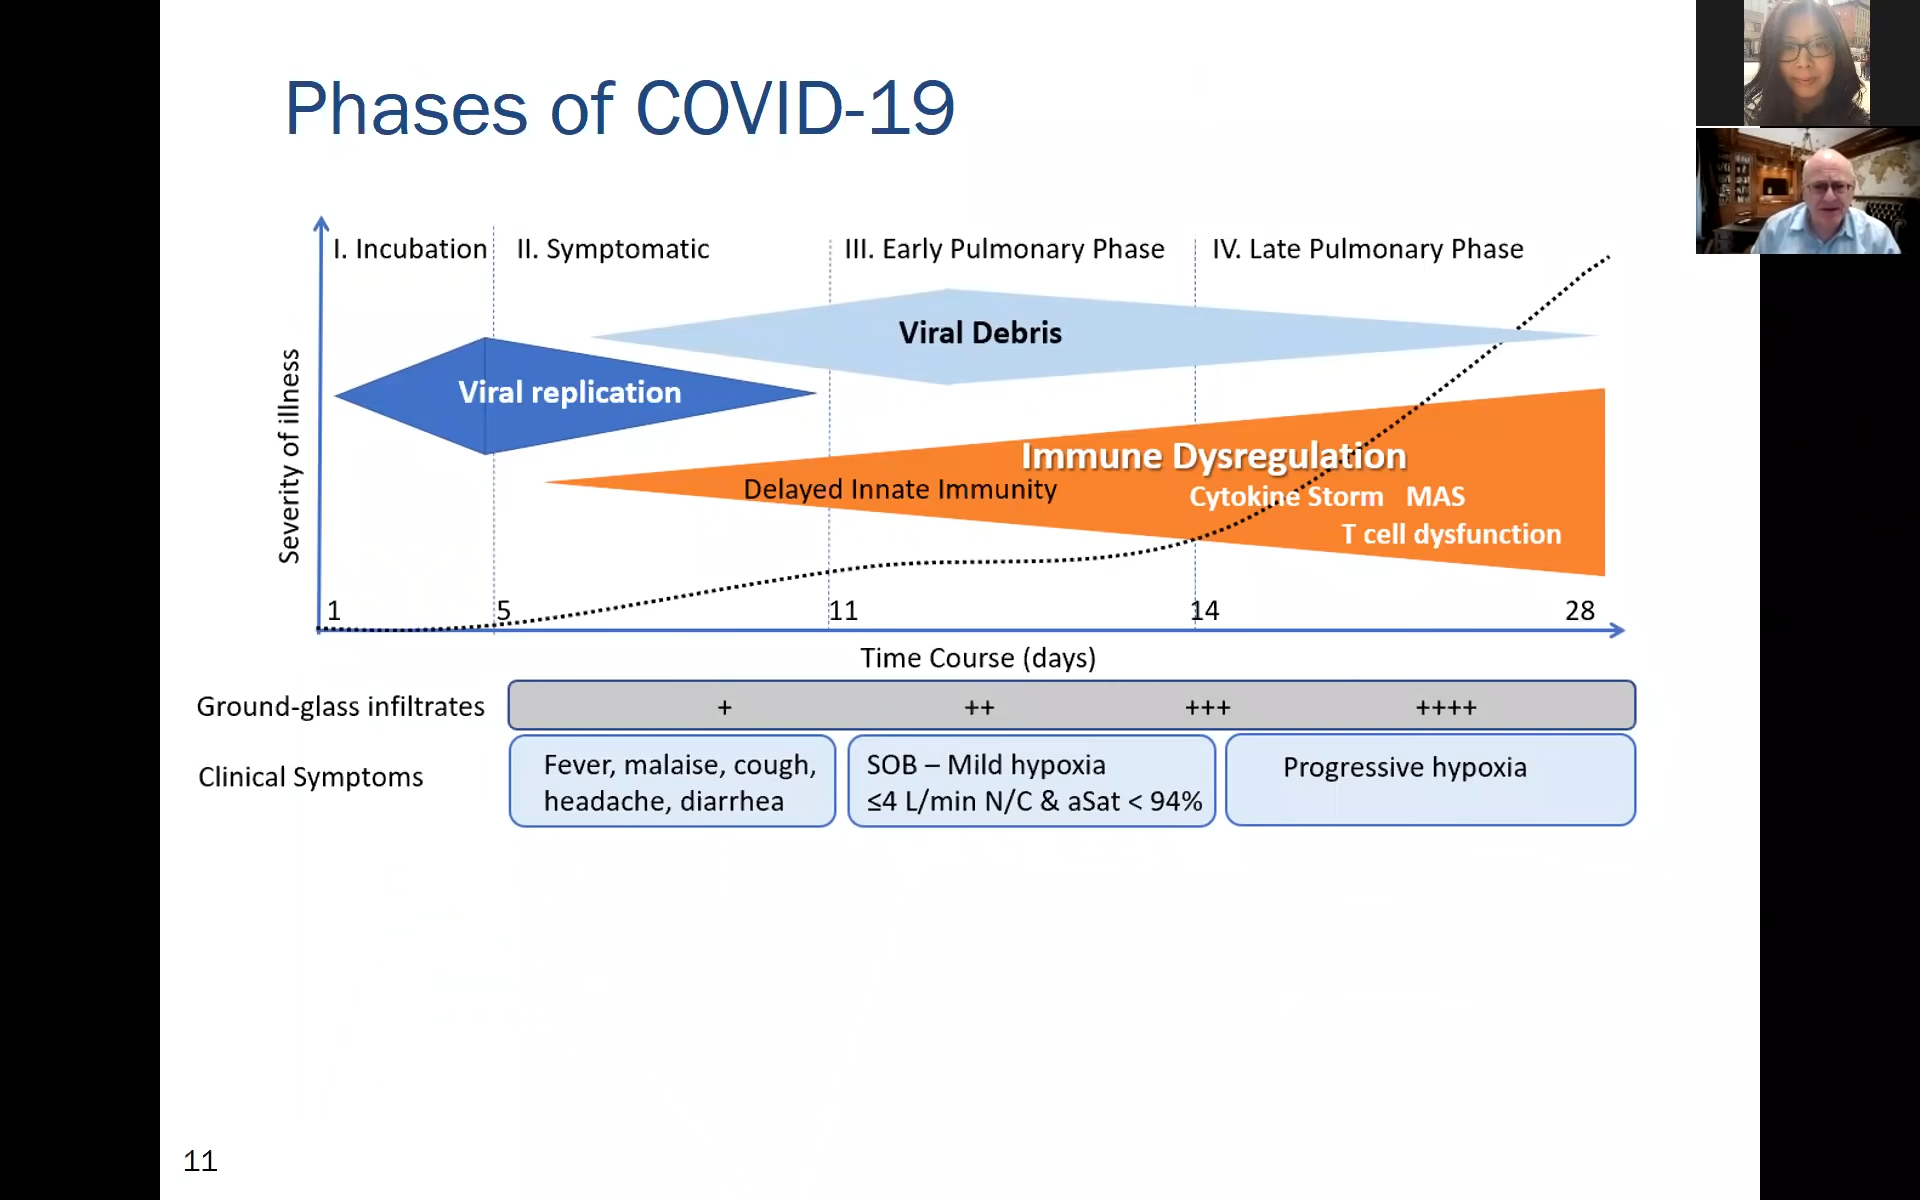 Phases of COVID-19
I. Incubation
II. Symptomatic
III. Early Pulmonary Phase
IV. Late Pulmonary Phase
Severity of illness
Viral Debris
Viral replication
Immune Dysregulation
Delayed Innate Immunity
Cytokine Storm MAS
T cell dysfunction
1
5
11
14
28
Time Course (days)
Ground-glass infiltrates
+
++
+++
++++
Clinical Symptoms
Fever, malaise, cough,
headache, diarrhea
SOB – Mild hypoxia
≤4 L/min N/C & aSat < 94%
Progressive hypoxia
11